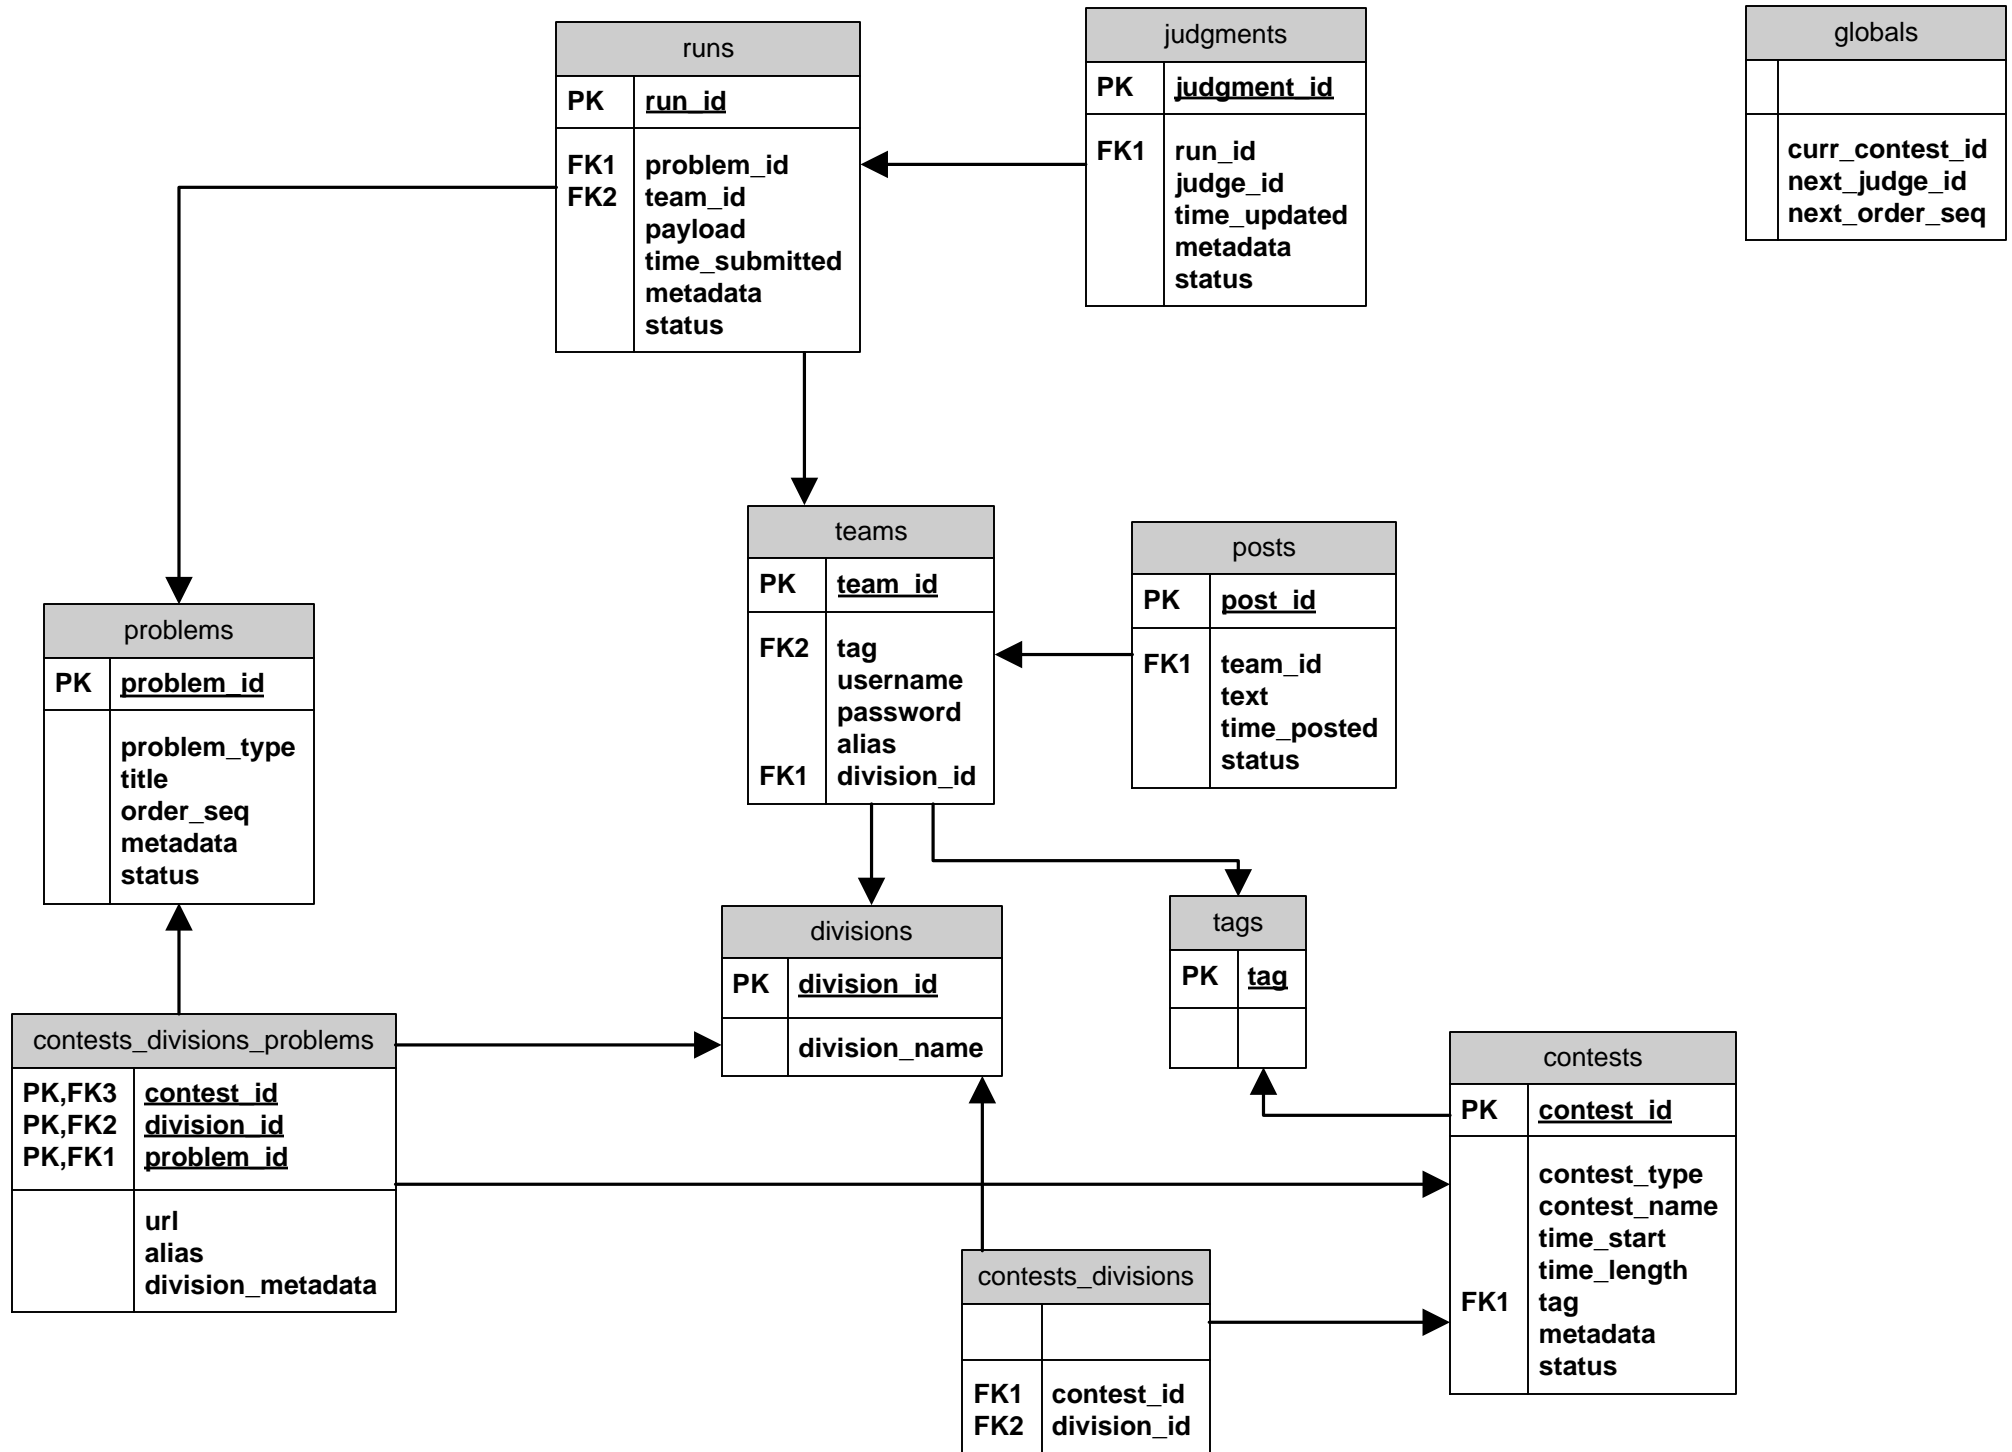 runs
PK run_id
FK1 problem_id
FK2 team_id
payload
time_submitted
metadata
status
judgments
PK judgment_id
FK1 run_id
judge_id
time_updated
metadata
status
globals
curr_contest_id
next_judge_id
next_order_seq
teams
PK team_id
FK2 tag
username
password
alias
FK1 division_id
posts
PK post_id
FK1 team_id
text
time_posted
status
problems
PK problem_id
problem_type
title
order_seq
metadata
status
divisions
PK division_id
division_name
tags
PK tag
contests_divisions_problems
PK,FK3 contest_id
PK,FK2 division_id
PK,FK1 problem_id
url
alias
division_metadata
contests
PK contest_id
contest_type
contest_name
time_start
time_length
FK1 tag
metadata
status
contests_divisions
FK1 contest_id
FK2 division_id